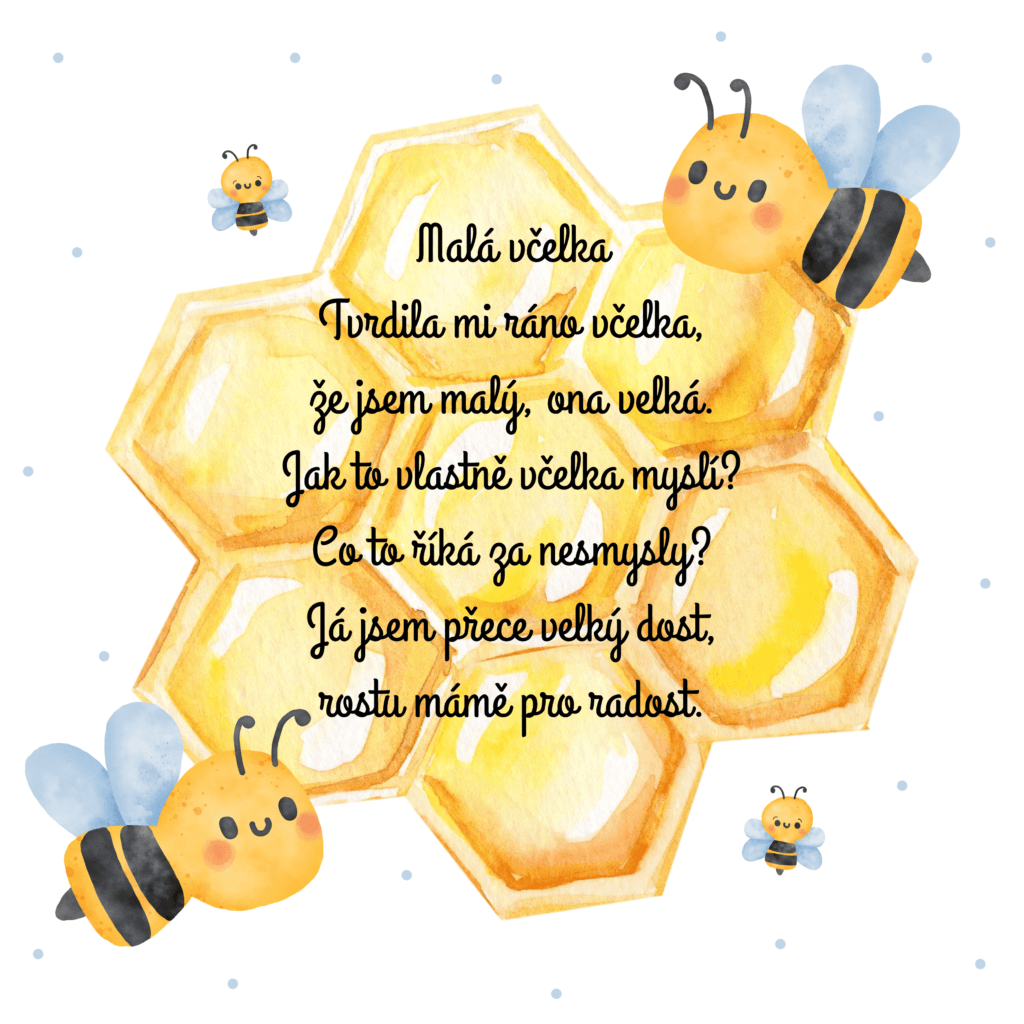 Malá včelka
Tvrdila mi ráno včelka,
že jsem malý, ona velká.
Jak to vlastně včelka myslí?
Co to říká za nesmysly?
Já jsem přece velký dost,
rostu mámě pro radost.